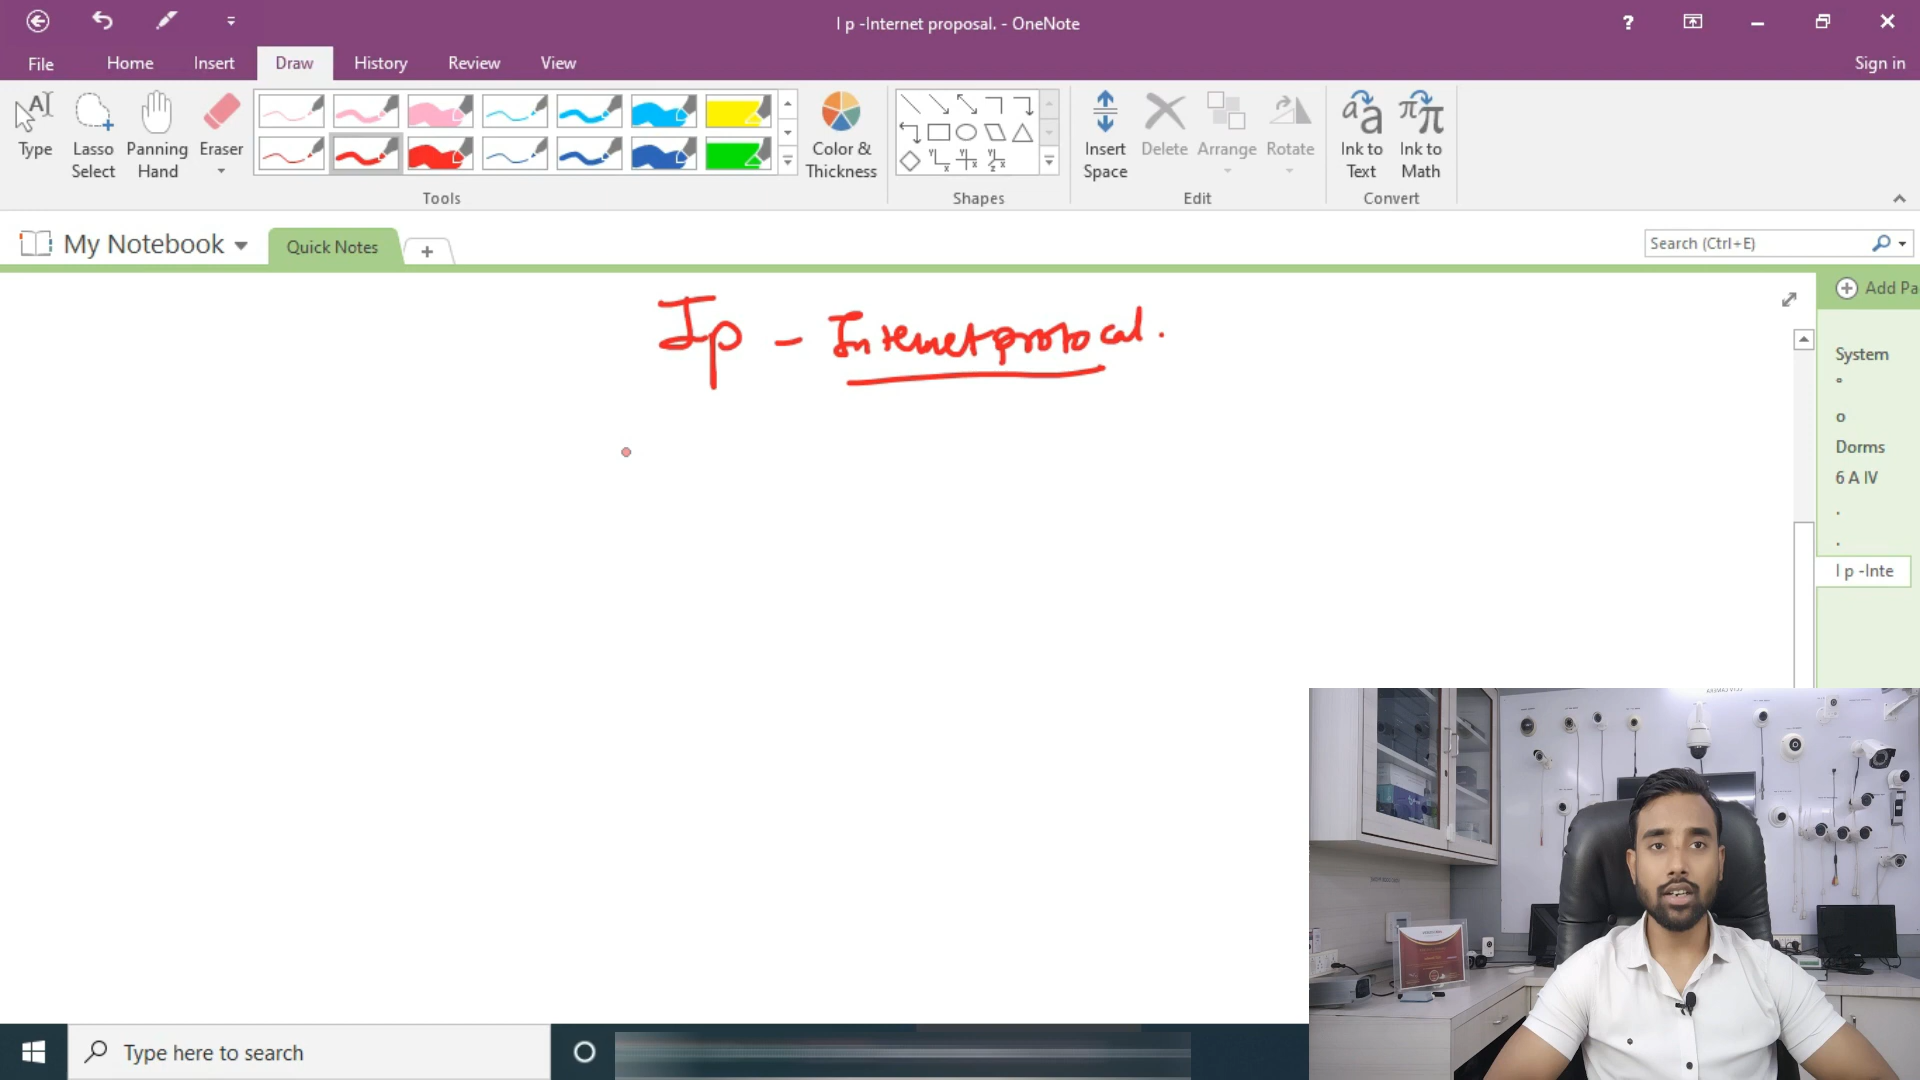 I p -Internet proposal. - OneNote
File Home Insert Draw History Review View Sign in
Type
Lasso Select
Panning Hand
Eraser
Color & Thickness
Insert Space
Delete
Arrange
Rotate
Ink to Text
Ink to Math
Tools
Shapes
Edit
Convert
My Notebook
Quick Notes
Search (Ctrl+E)
Add Pa
Ip - Internet protocal.
System
o
Dorms
6 A IV
.
.
I p -Inte
Type here to search